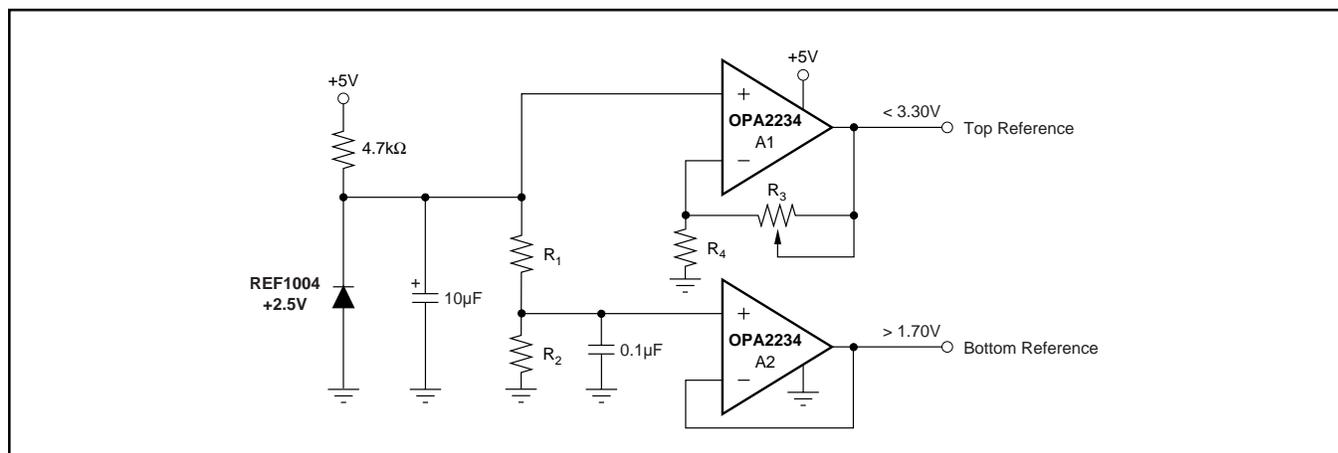 +5V
4.7kΩ
REF1004
+2.5V
+
10µF
R1
R2
0.1µF
+
OPA2234
A1
−
+5V
R3
R4
< 3.30V
Top Reference
+
OPA2234
A2
−
> 1.70V
Bottom Reference